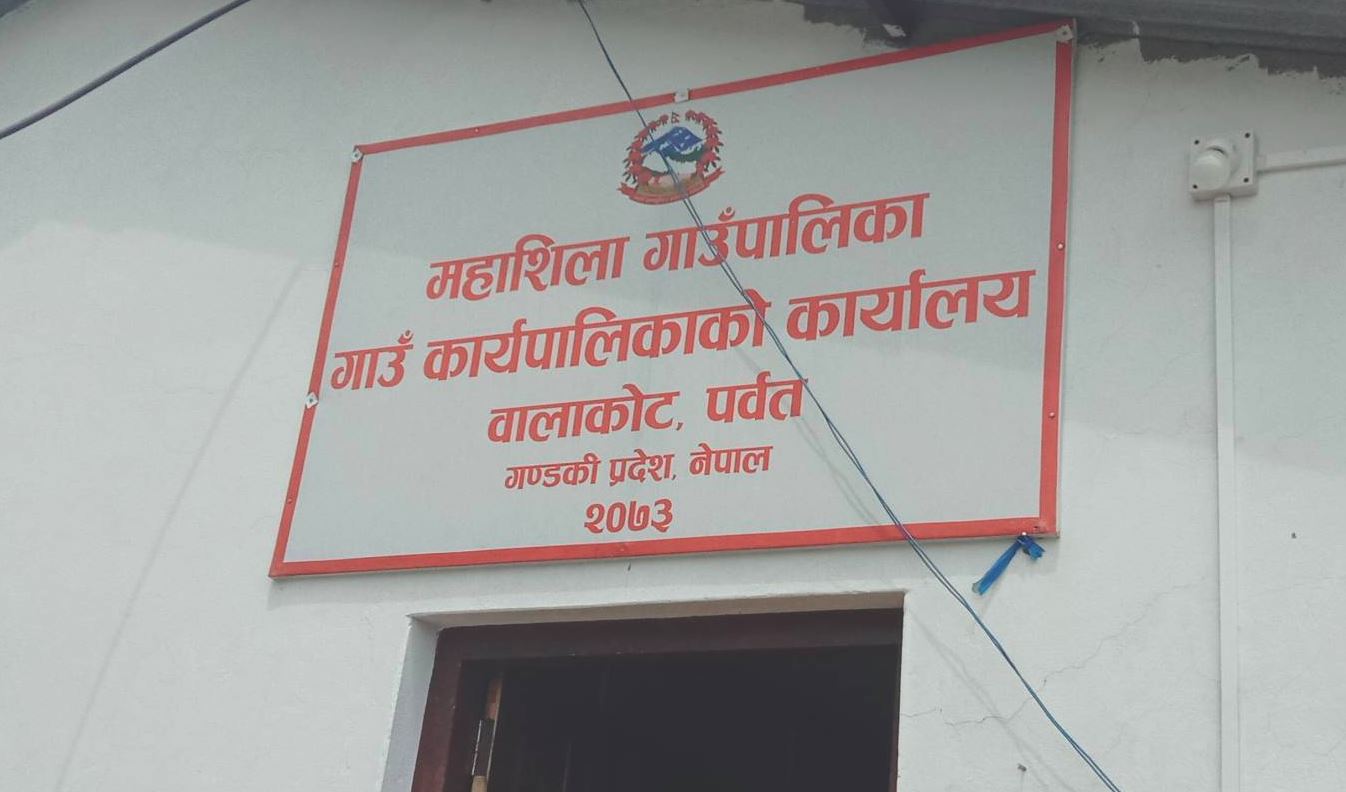 महाशिला गाउँपालिका
गाउँ कार्यपालिकाको कार्यालय
वालाकोट, पर्वत
गण्डकी प्रदेश, नेपाल
२०७३